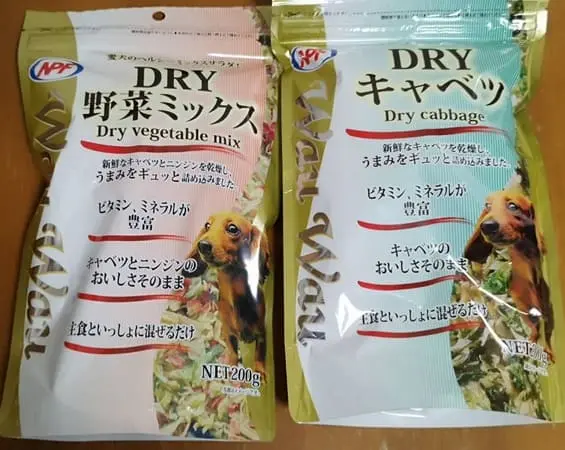 NPF
愛犬のヘルシーミックスサラダ!
DRY
野菜ミックス
Dry vegetable mix
新鮮なキャベツとニンジンを乾燥し、
うまみをギュッと詰め込みました。
ビタミン、ミネラルが
豊富
キャベツとニンジンの
おいしさそのまま
主食といっしょに混ぜるだけ
NET200g
Wau Wau
NPF
DRY
キャベツ
Dry cabbage
新鮮なキャベツを乾燥し、
うまみをギュッと詰め込みました。
ビタミン、ミネラルが
豊富
キャベツの
おいしさそのまま
主食といっしょに混ぜるだけ
Wau Wau